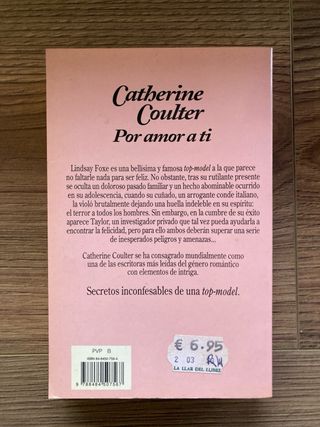 Catherine
Coulter
Por amor a ti
Lindsay Foxe es una bellísima y famosa top-model a la que parece
no faltarle nada para ser feliz. No obstante, tras su rutilante presente
se oculta un doloroso pasado familiar y un hecho abominable ocurrido
en su adolescencia, cuando su cuñado, un arrogante conde italiano,
la violó brutalmente dejando una huella indeleble en su espíritu:
el terror a todos los hombres. Sin embargo, en la cumbre de su éxito
aparece Taylor, un investigador privado que tal vez pueda ayudarla a
encontrar la felicidad, pero para ello ambos deberán superar una serie
de inesperados peligros y amenazas...
Catherine Coulter se ha consagrado mundialmente como
una de las escritoras más leídas del género romántico
con elementos de intriga.
Secretos inconfesables de una top-model.
PVP B
€ 6.95
2 03
LA LLAR DEL LLIBRE